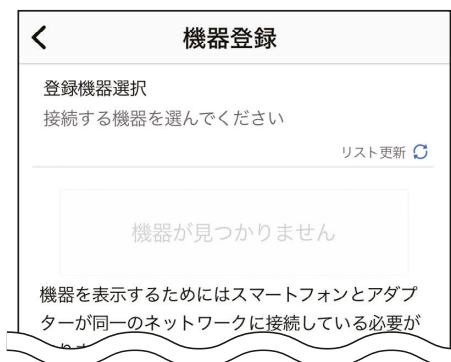 機器登録
登録機器選択
接続する機器を選んでください
リスト更新
機器が見つかりません
機器を表示するためにはスマートフォンとアダプ
ターが同一のネットワークに接続している必要が